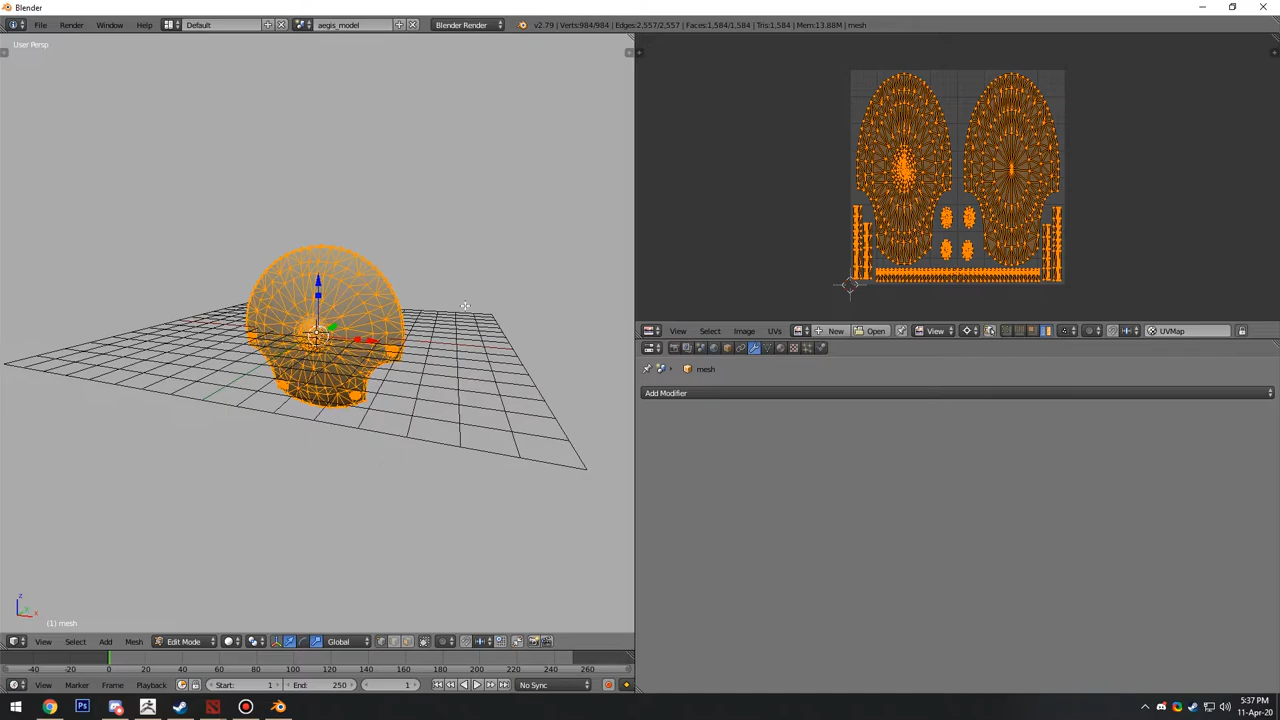 Blender
File Render Window Help Default aegis_model Blender Render v2.79 | Verts:984/984 | Edges:2,557/2,557 | Faces:1,584/1,584 | Tris:1,584 | Mem:13.88M | mesh
User Persp
View Select Image UVs New Open View UVMap
mesh
Add Modifier
z
x
(1) mesh
View Select Add Mesh Edit Mode Global
-40 -20 0 20 40 60 80 100 120 140 160 180 200 220 240 260
View Marker Frame Playback Start: 1 End: 250 1 No Sync
5:37 PM
11-Apr-20